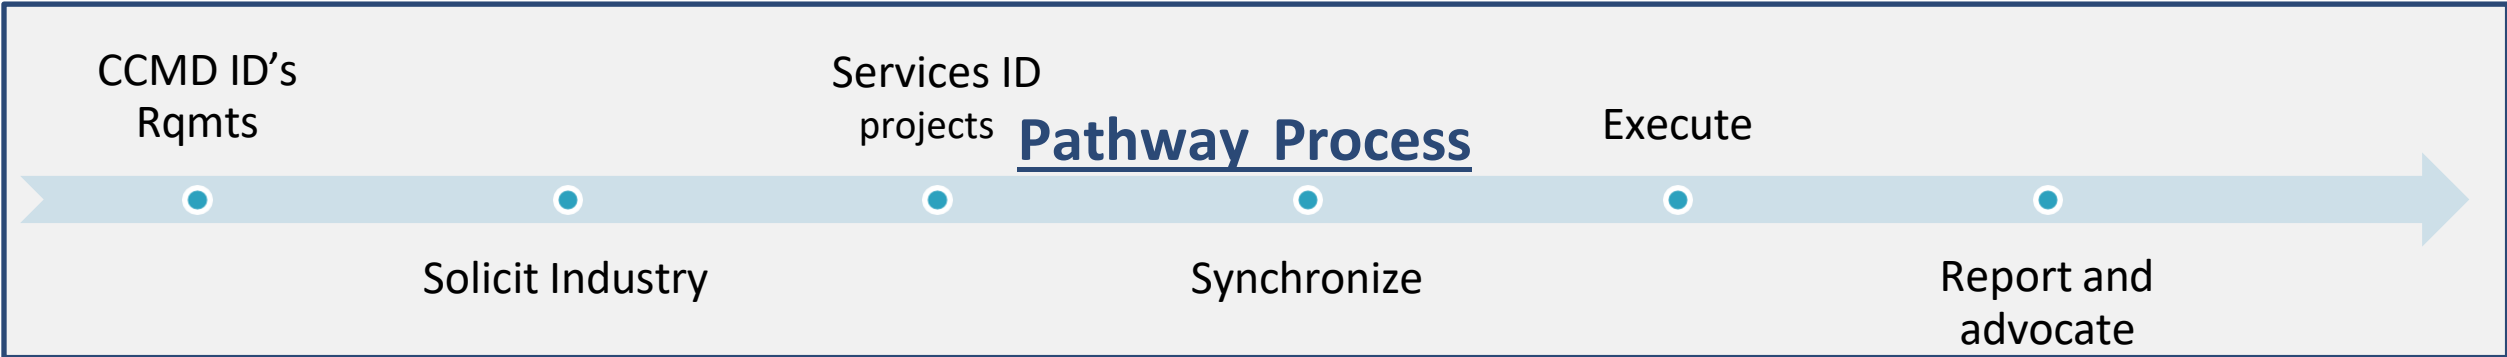 CCMD ID’s
Rqmts
Solicit Industry
Services ID
projects
Pathway Process
Synchronize
Execute
Report and
advocate